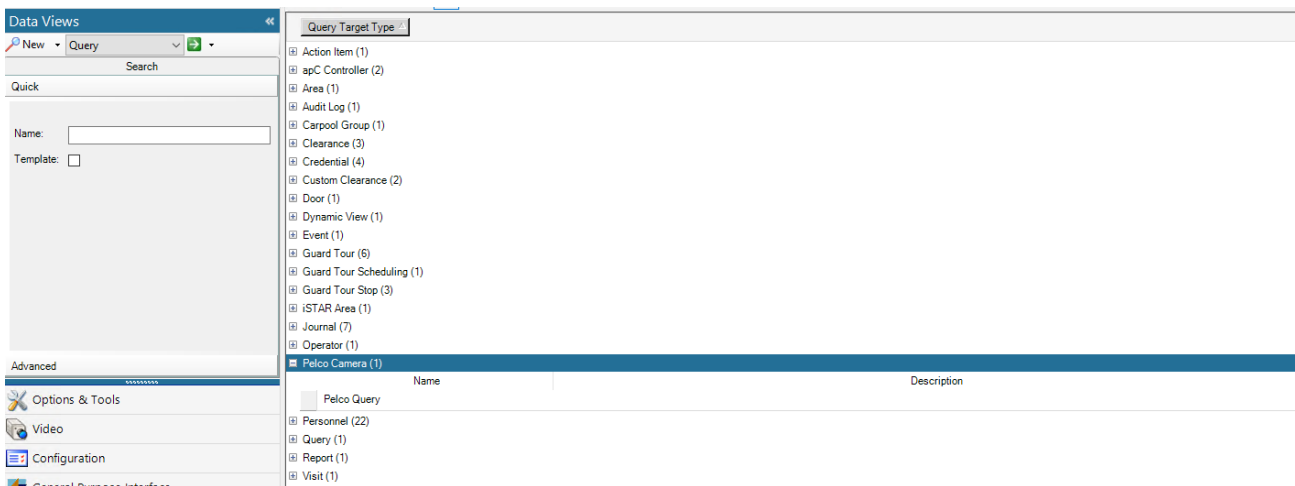 Data Views «
New Query
Search
Quick
Name:
Template:
Advanced
Options & Tools
Video
Configuration
General Purpose Interface
Query Target Type
Action Item (1)
apC Controller (2)
Area (1)
Audit Log (1)
Carpool Group (1)
Clearance (3)
Credential (4)
Custom Clearance (2)
Door (1)
Dynamic View (1)
Event (1)
Guard Tour (6)
Guard Tour Scheduling (1)
Guard Tour Stop (3)
iSTAR Area (1)
Journal (7)
Operator (1)
Pelco Camera (1)
Name Description
Pelco Query
Personnel (22)
Query (1)
Report (1)
Visit (1)